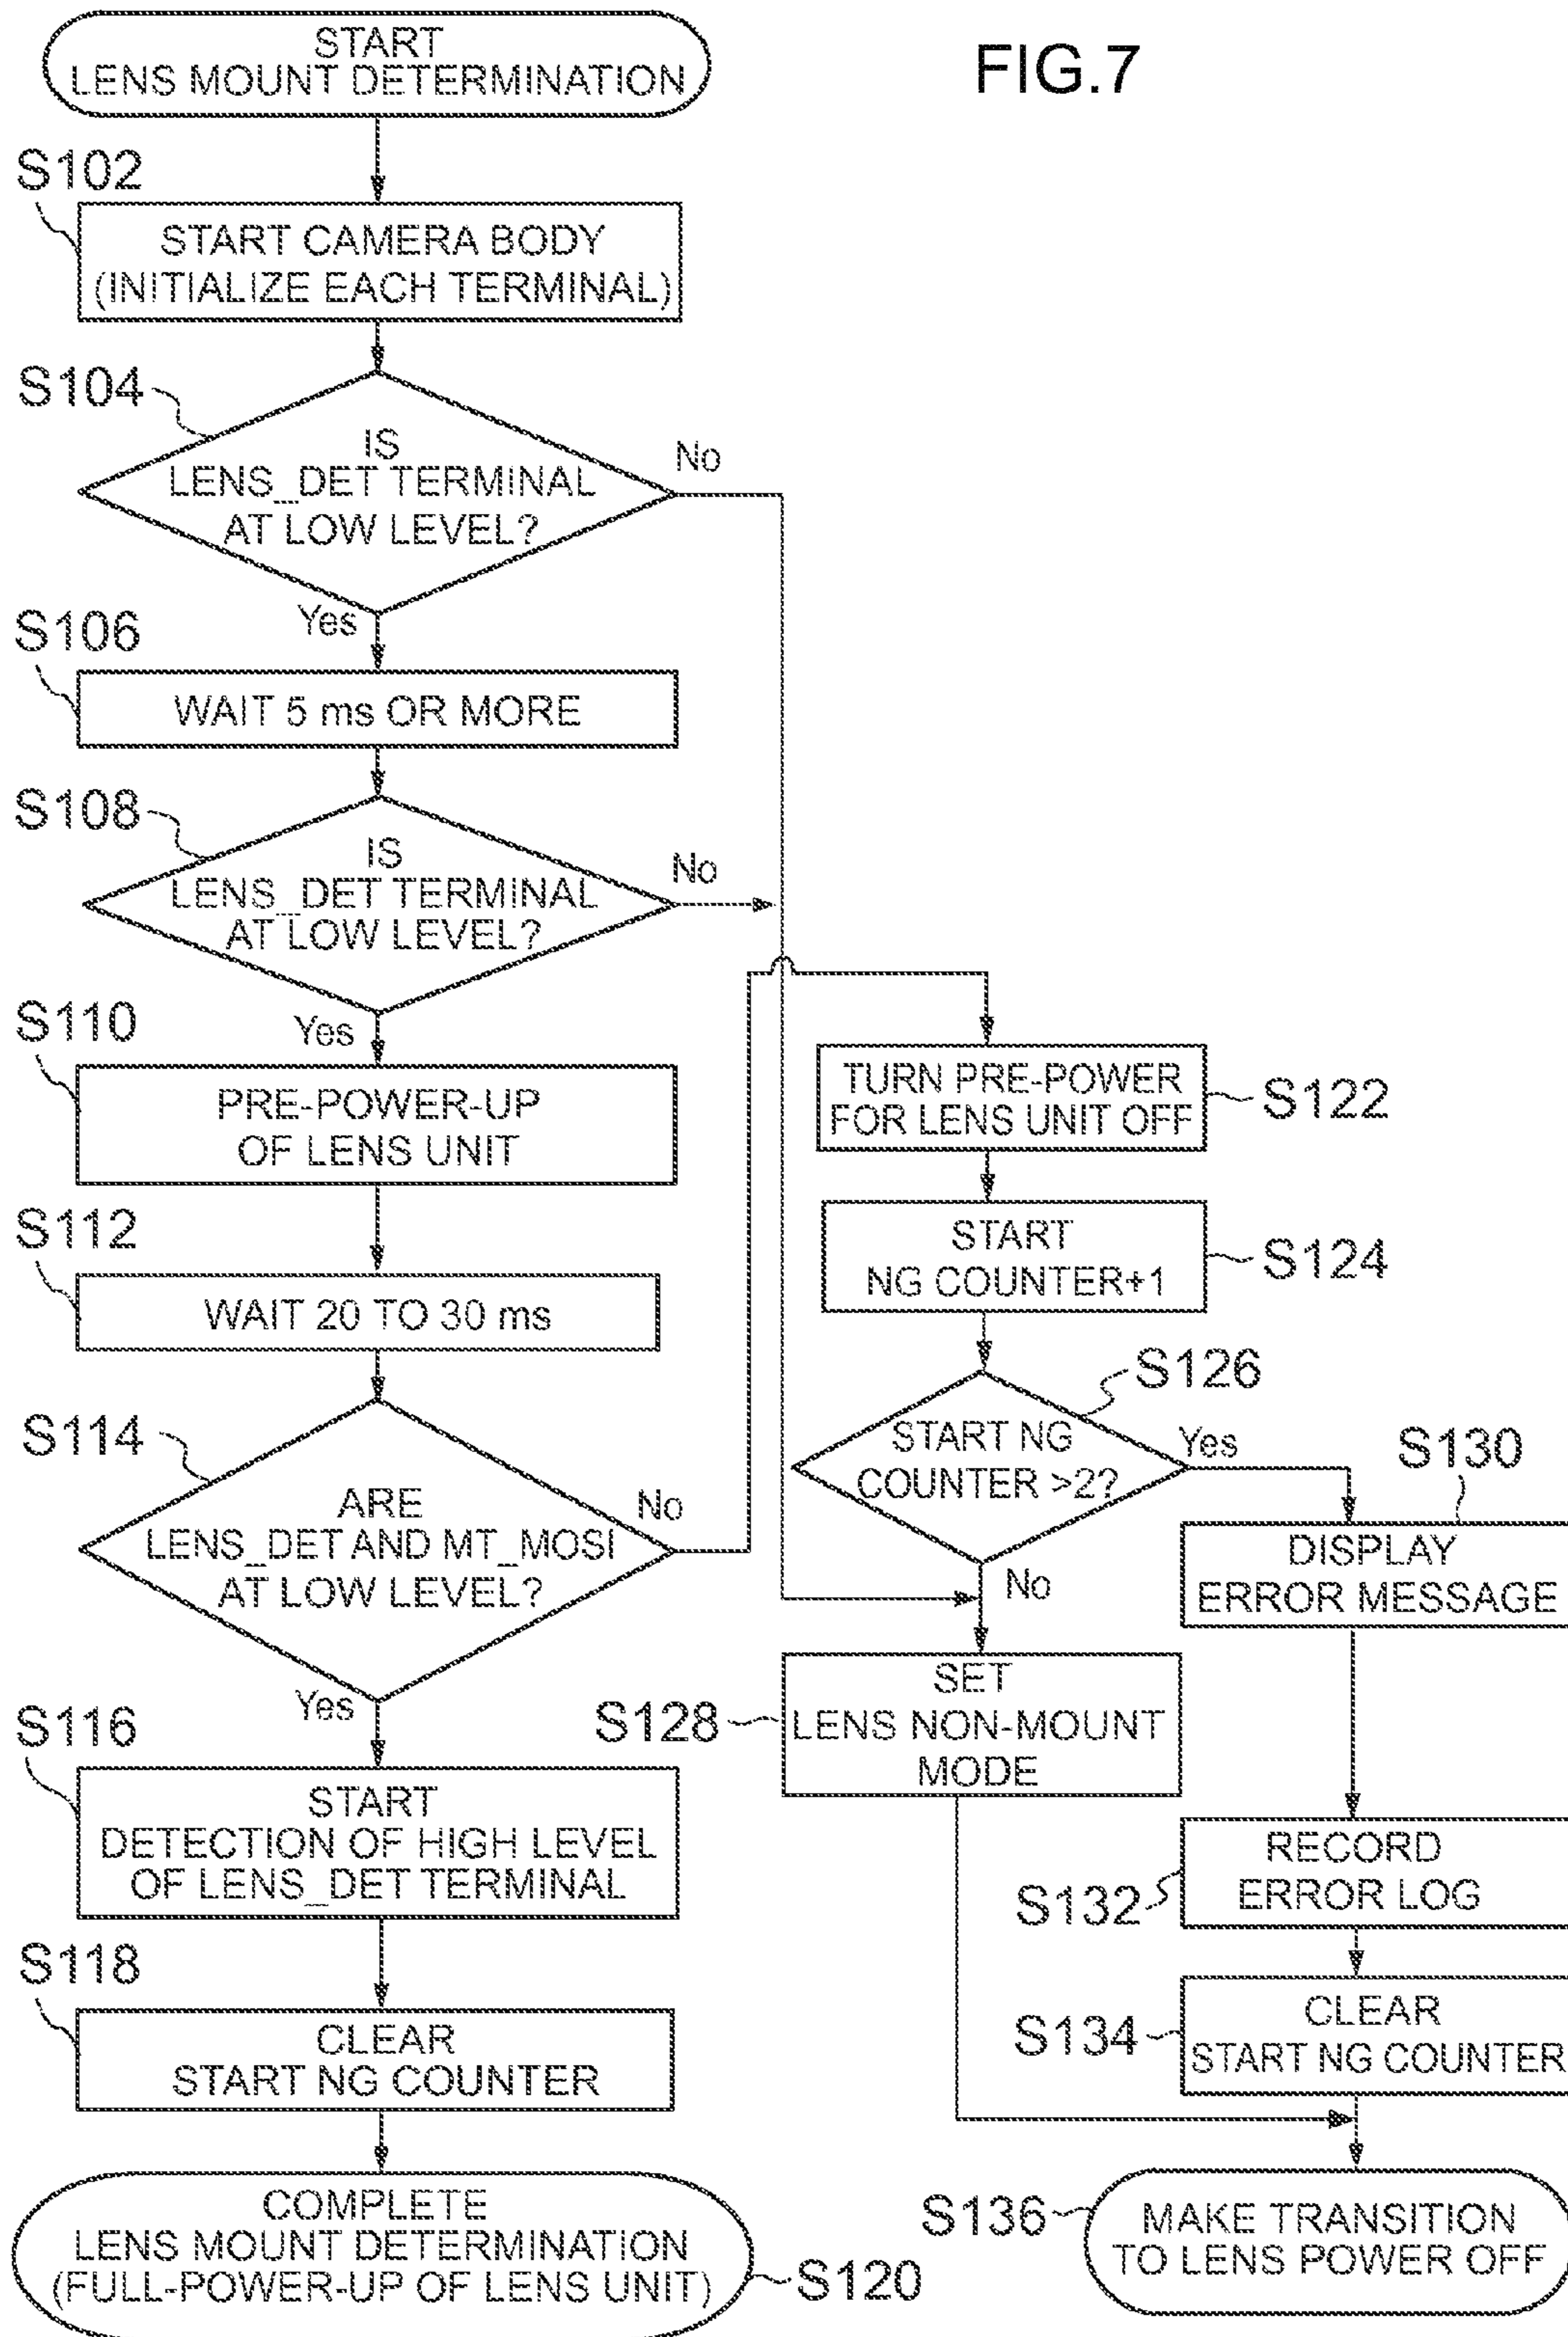 FIG.7
START
LENS MOUNT DETERMINATION
S102
START CAMERA BODY
(INITIALIZE EACH TERMINAL)
S104
IS
LENS_DET TERMINAL
AT LOW LEVEL?
No
Yes
S106
WAIT 5 ms OR MORE
S108
IS
LENS_DET TERMINAL
AT LOW LEVEL?
No
Yes
S110
PRE-POWER-UP
OF LENS UNIT
S112
WAIT 20 TO 30 ms
S114
ARE
LENS_DET AND MT_MOSI
AT LOW LEVEL?
No
Yes
S116
START
DETECTION OF HIGH LEVEL
OF LENS_DET TERMINAL
S118
CLEAR
START NG COUNTER
COMPLETE
LENS MOUNT DETERMINATION
(FULL-POWER-UP OF LENS UNIT)
S120
TURN PRE-POWER
FOR LENS UNIT OFF
S122
START
NG COUNTER+1
S124
S126
START NG
COUNTER >2?
Yes
No
S128
SET
LENS NON-MOUNT
MODE
S130
DISPLAY
ERROR MESSAGE
S132
RECORD
ERROR LOG
S134
CLEAR
START NG COUNTER
S136
MAKE TRANSITION
TO LENS POWER OFF